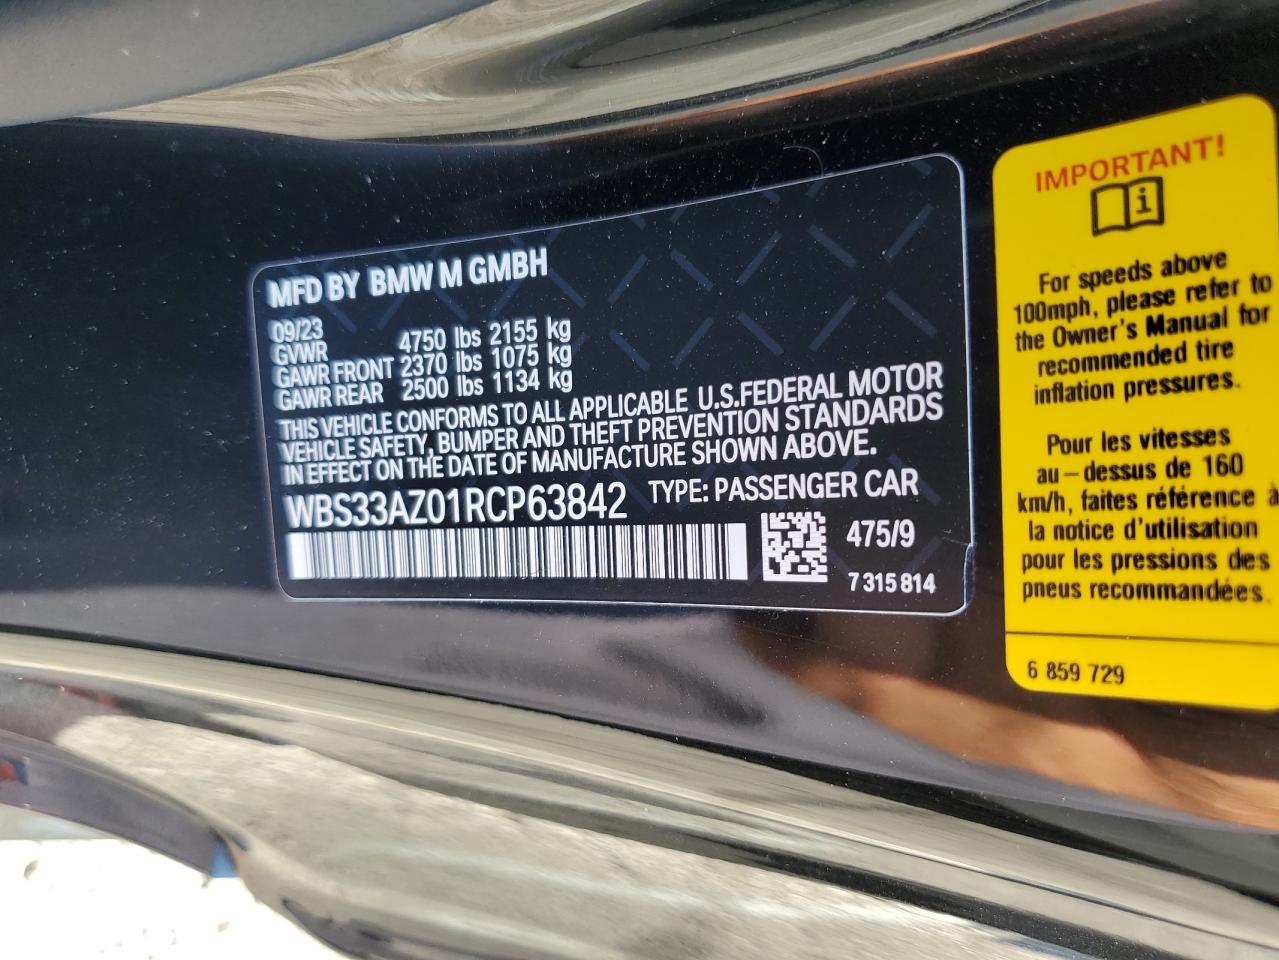 MFD BY BMW M GMBH
09/23
GVWR 4750 lbs 2155 kg
GAWR FRONT 2370 lbs 1075 kg
GAWR REAR 2500 lbs 1134 kg
THIS VEHICLE CONFORMS TO ALL APPLICABLE U.S.FEDERAL MOTOR
VEHICLE SAFETY, BUMPER AND THEFT PREVENTION STANDARDS
IN EFFECT ON THE DATE OF MANUFACTURE SHOWN ABOVE.
WBS33AZ01RCP63842 TYPE: PASSENGER CAR
475/9
7 315 814
IMPORTANT!
i
For speeds above
100mph, please refer to
the Owner's Manual for
recommended tire
inflation pressures.
Pour les vitesses
au-dessus de 160
km/h, faites référence à
la notice d'utilisation
pour les pressions des
pneus recommandées.
6 859 729